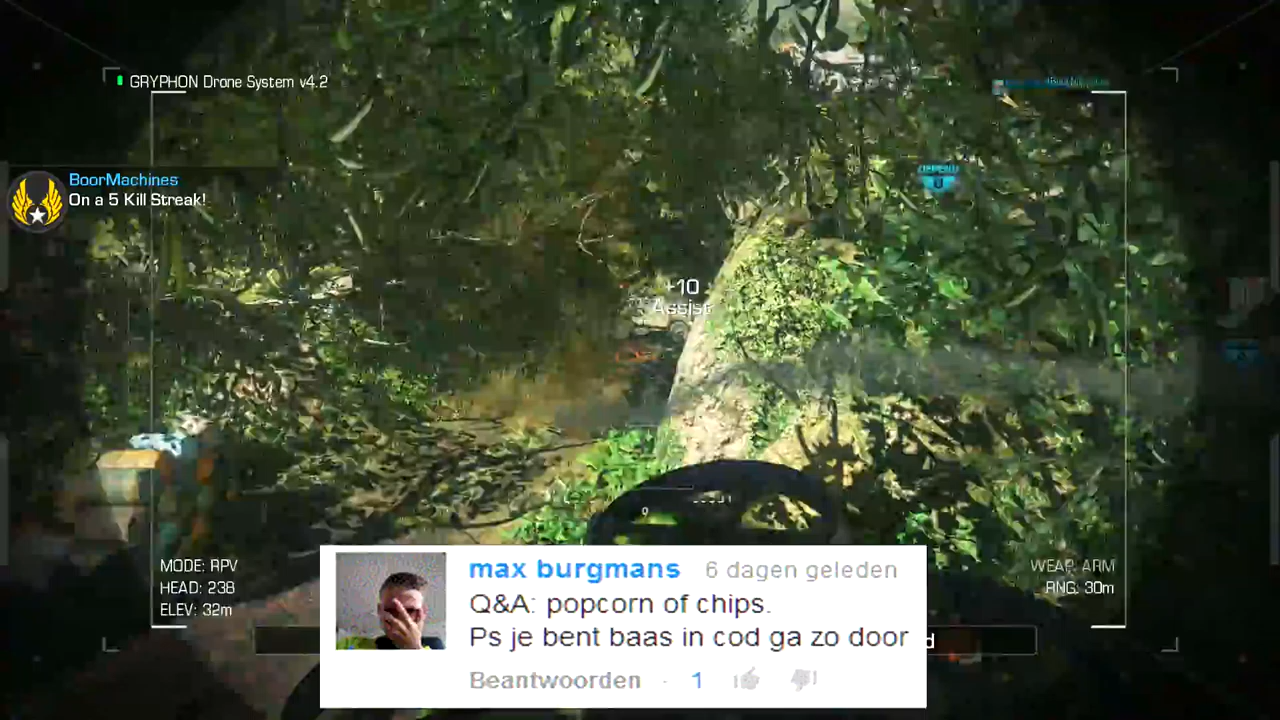 GRYPHON Drone System v4.2
BoorMachines
On a 5 Kill Streak!
DEFEND
+10
Assist
MODE: RPV
HEAD: 238
ELEV: 32m
WEAP: ARM
RNG: 30m
max burgmans 6 dagen geleden
Q&A: popcorn of chips.
Ps je bent baas in cod ga zo door
Beantwoorden · 1